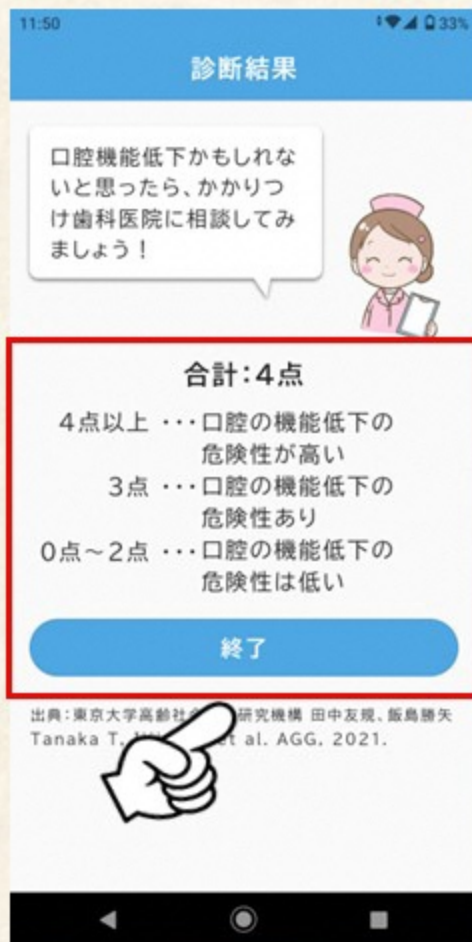 11:50
33%
診断結果
口腔機能低下かもしれな
いと思ったら、かかりつ
け歯科医院に相談してみ
ましょう！
合計：4点
4点以上 ･･･口腔の機能低下の
危険性が高い
3点 ･･･口腔の機能低下の
危険性あり
0点～2点 ･･･口腔の機能低下の
危険性は低い
終了
出典：東京大学高齢社 研究機構 田中友規、飯島勝矢
Tanaka T, et al. AGG, 2021.